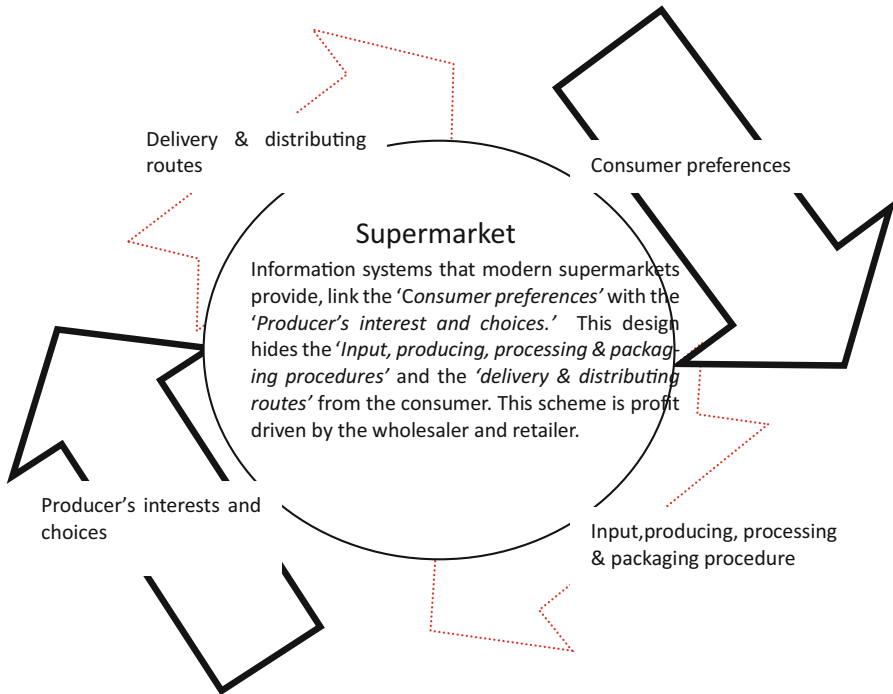 Delivery & distributing
routes
Consumer preferences
Supermarket
Information systems that modern supermarkets
provide, link the ‘Consumer preferences’ with the
‘Producer’s interest and choices.’ This design
hides the ‘Input, producing, processing & packag-
ing procedures’ and the ‘delivery & distributing
routes’ from the consumer. This scheme is profit
driven by the wholesaler and retailer.
Producer’s interests and
choices
Input,producing, processing
& packaging procedure